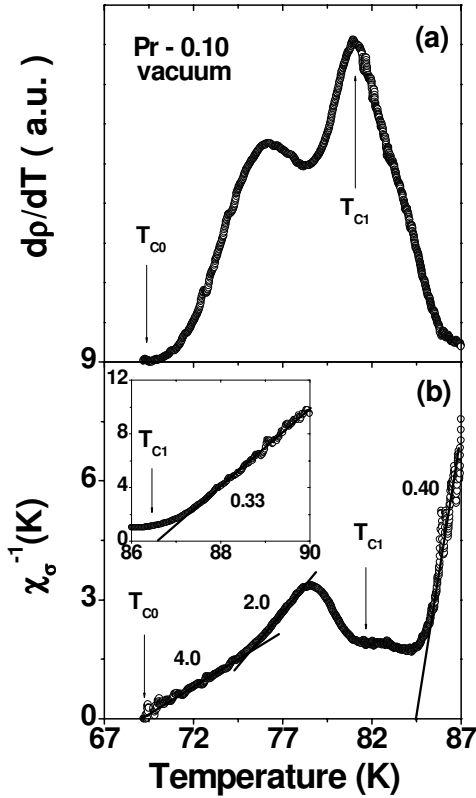 (a)
Pr - 0.10
vacuum
dρ/dT ( a.u. )
T_C0
T_C1
9
(b)
12
8
4
0
T_C1
0.33
86 88 90
0.40
6
χ_σ^-1(K)
T_C1
T_C0
2.0
3
4.0
0
67 72 77 82 87
Temperature (K)